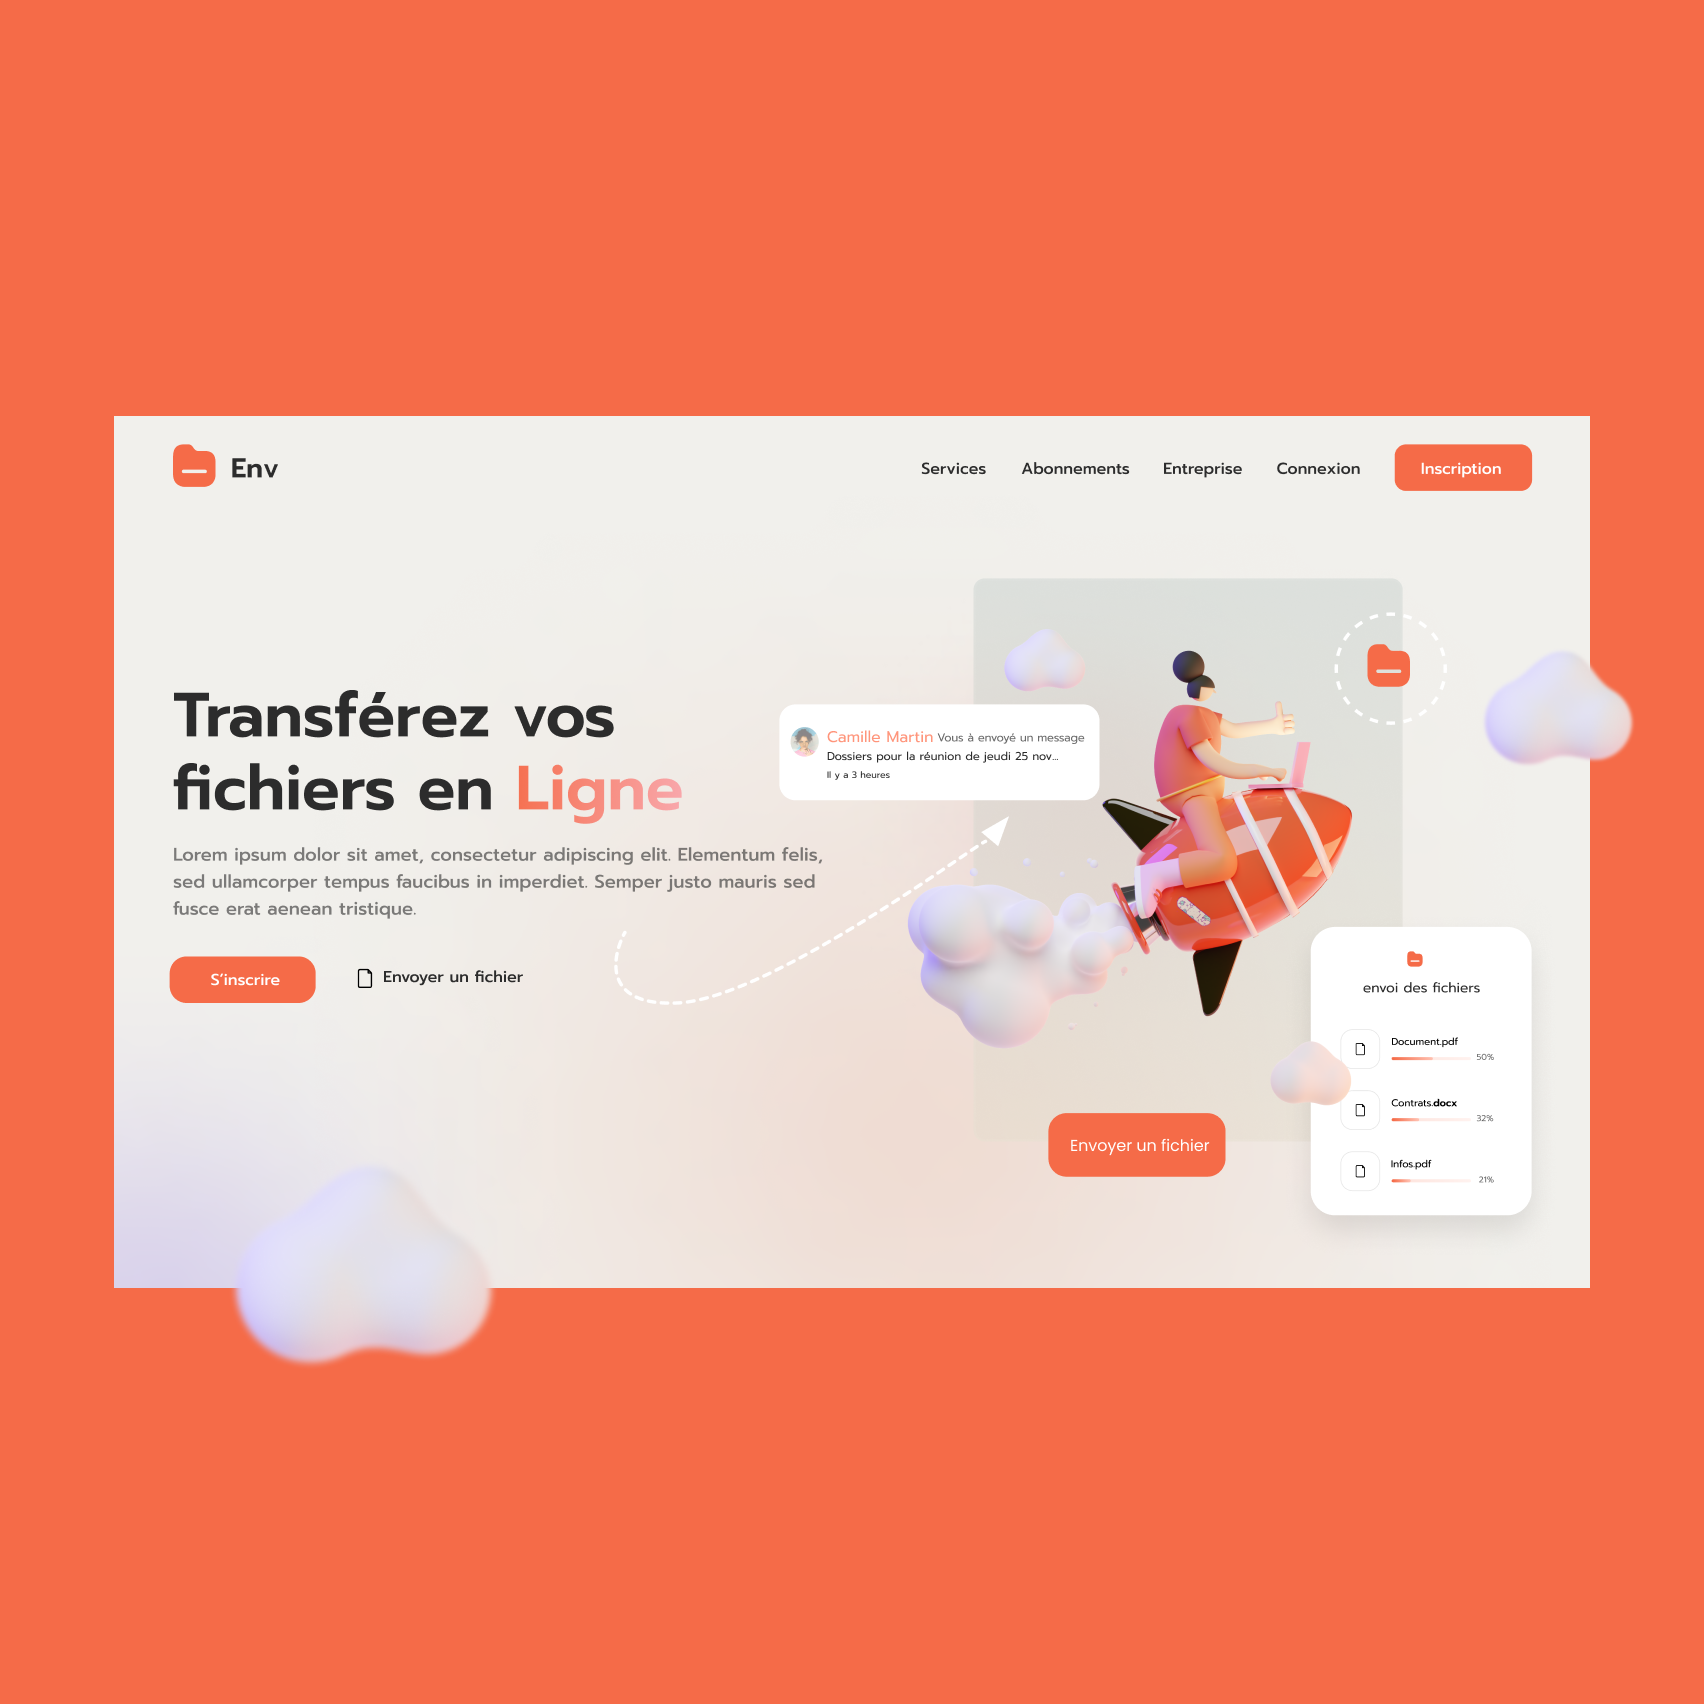 Env
Services Abonnements Entreprise Connexion Inscription
Transférez vos
fichiers en Ligne
Lorem ipsum dolor sit amet, consectetur adipiscing elit. Elementum felis,
sed ullamcorper tempus faucibus in imperdiet. Semper justo mauris sed
fusce erat aenean tristique.
S'inscrire
Envoyer un fichier
Camille Martin Vous à envoyé un message
Dossiers pour la réunion de jeudi 25 nov...
Il y a 3 heures
Envoyer un fichier
envoi des fichiers
Document.pdf
50%
Contrats.docx
32%
Infos.pdf
21%